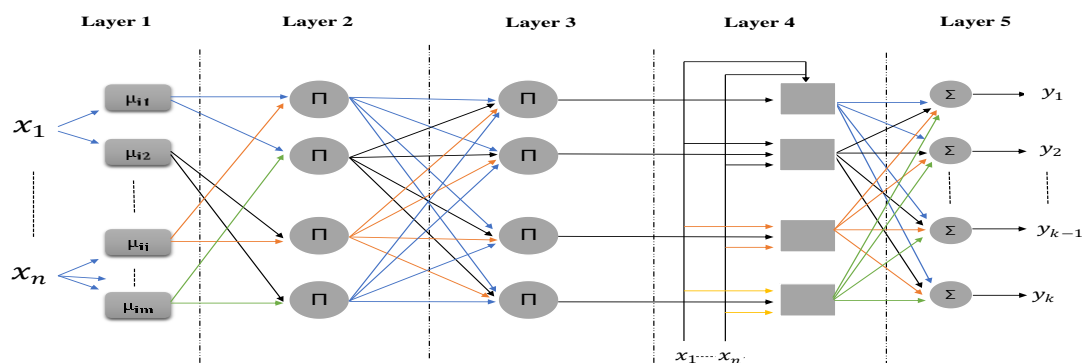 Layer 1 Layer 2 Layer 3 Layer 4 Layer 5
μi1 Π Π Σ y1
x1
μi2 Π Π Σ y2
μij Π Π Σ yk−1
xn
μim Π Π Σ yk
x1 xn